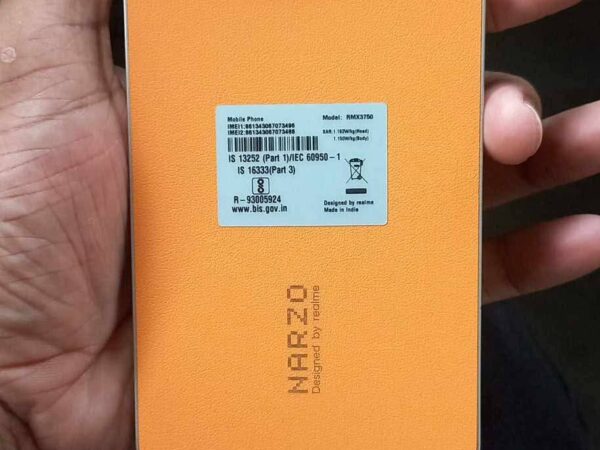 Mobile Phone
Model: RMX3750
IMEI1:861343067073496
IMEI2:861343067073488
SAR:1.192W/kg(Head)
1.150W/kg(Body)
IS 13252 (Part 1)/IEC 60950-1
IS 16333(Part 3)
R-93005924
www.bis.gov.in
Designed by realme
Made in India
NARZO
Designed by realme